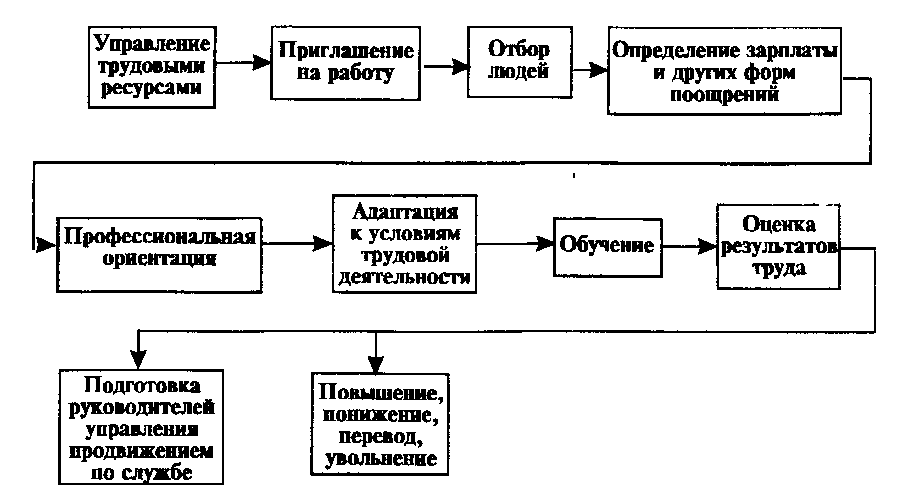 Управление
трудовыми
ресурсами
Приглашение
на работу
Отбор
людей
Определение зарплаты
и других форм
поощрений
Профессиональная
ориентация
Адаптация
к условиям
трудовой
деятельности
Обучение
Оценка
результатов
труда
Подготовка
руководителей
управления
продвижением
по службе
Повышение,
понижение,
перевод,
увольнение